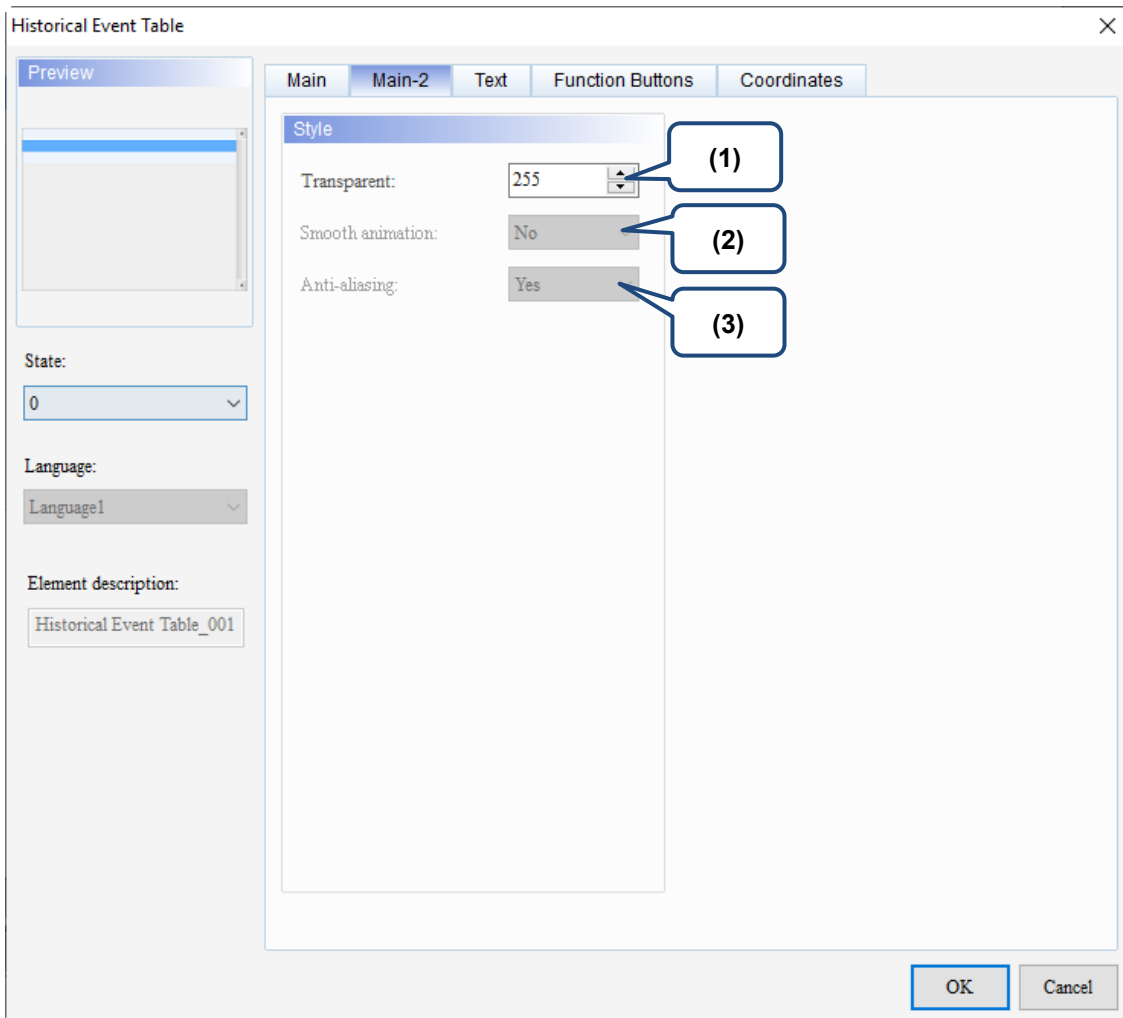 Historical Event Table
Preview
Main Main-2 Text Function Buttons Coordinates
Style
Transparent: 255
(1)
Smooth animation: No
(2)
Anti-aliasing: Yes
(3)
State:
0
Language:
Language1
Element description:
Historical Event Table_001
OK Cancel